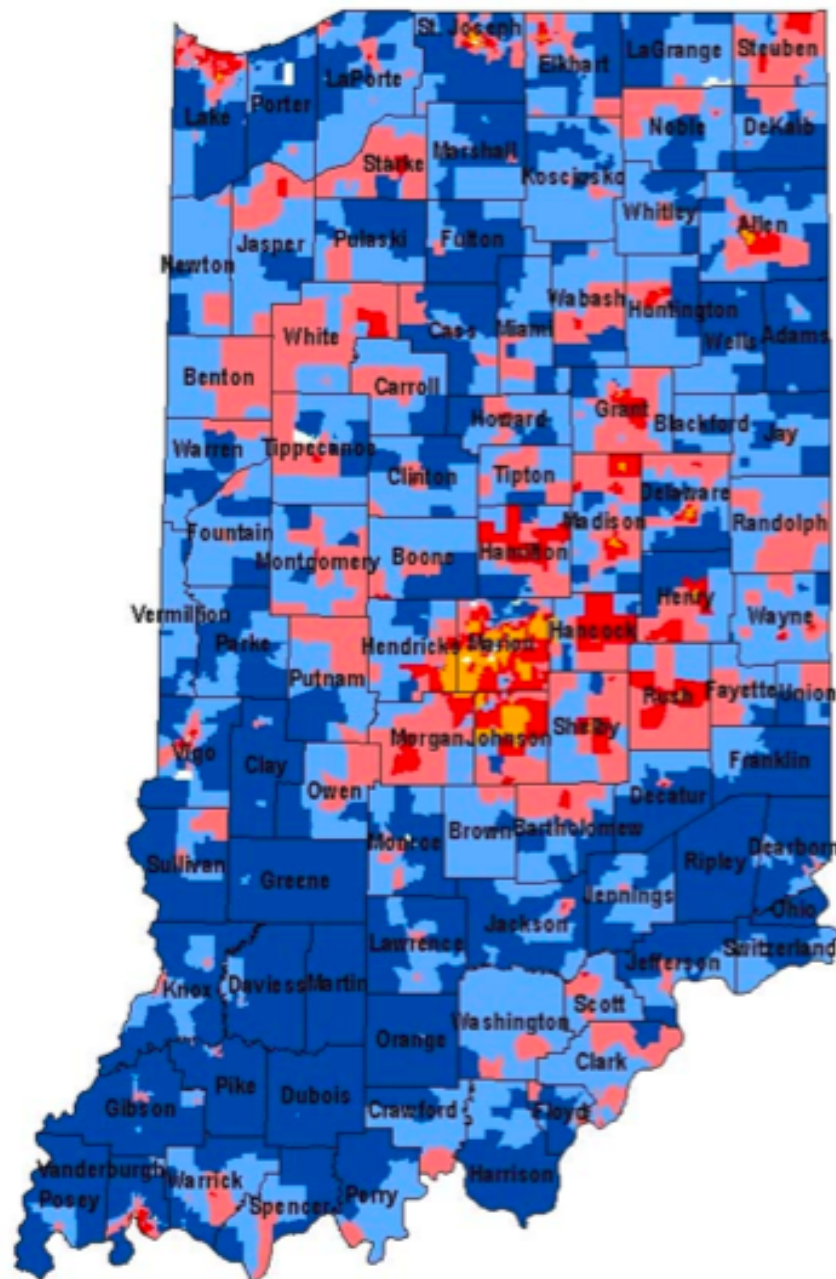 St. Joseph
LaGrange
Steuben
Elkhart
LaPorte
Porter
Lake
Noble
DeKalb
Marshall
Starke
Kosciusko
Whitley
Allen
Jasper
Pulaski
Fulton
Newton
Wabash
Huntington
White
Cass
Miami
Wells
Adams
Benton
Carroll
Grant
Howard
Blackford
Jay
Warren
Tippecanoe
Clinton
Tipton
Delaware
Madison
Randolph
Fountain
Montgomery
Boone
Hamilton
Henry
Vermillion
Wayne
Parke
Hendricks
Marion
Hancock
Putnam
Rush
Fayette
Union
Vigo
Morgan
Johnson
Shelby
Clay
Franklin
Owen
Decatur
Brown
Bartholomew
Monroe
Dearborn
Sullivan
Ripley
Greene
Jennings
Ohio
Jackson
Lawrence
Switzerland
Jefferson
Knox
Daviess
Martin
Scott
Washington
Orange
Clark
Pike
Dubois
Gibson
Crawford
Floyd
Vanderburgh
Warrick
Harrison
Posey
Spencer
Perry